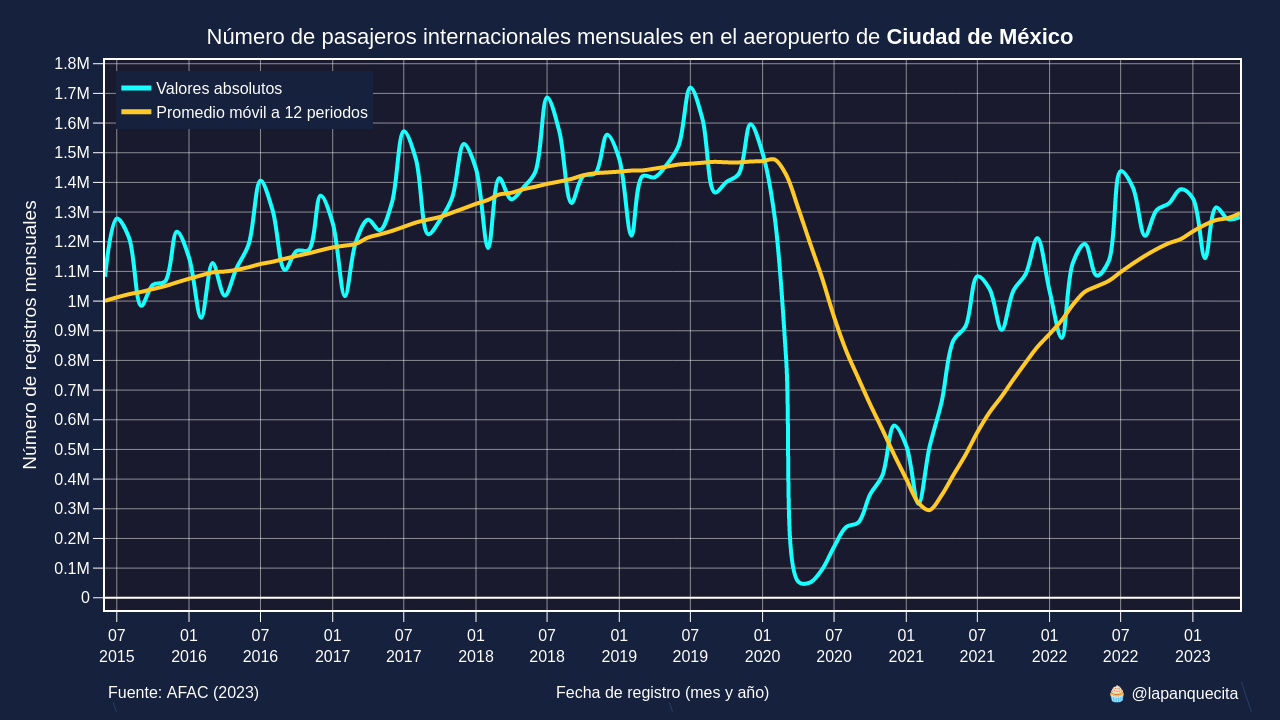 Número de pasajeros internacionales mensuales en el aeropuerto de Ciudad de México
Valores absolutos
Promedio móvil a 12 periodos
Número de registros mensuales
1.8M
1.7M
1.6M
1.5M
1.4M
1.3M
1.2M
1.1M
1M
0.9M
0.8M
0.7M
0.6M
0.5M
0.4M
0.3M
0.2M
0.1M
0
07 01 07 01 07 01 07 01 07 01 07 01 07 01 07 01
2015 2016 2016 2017 2017 2018 2018 2019 2019 2020 2020 2021 2021 2022 2022 2023
Fuente: AFAC (2023)
Fecha de registro (mes y año)
🧁 @lapanquecita